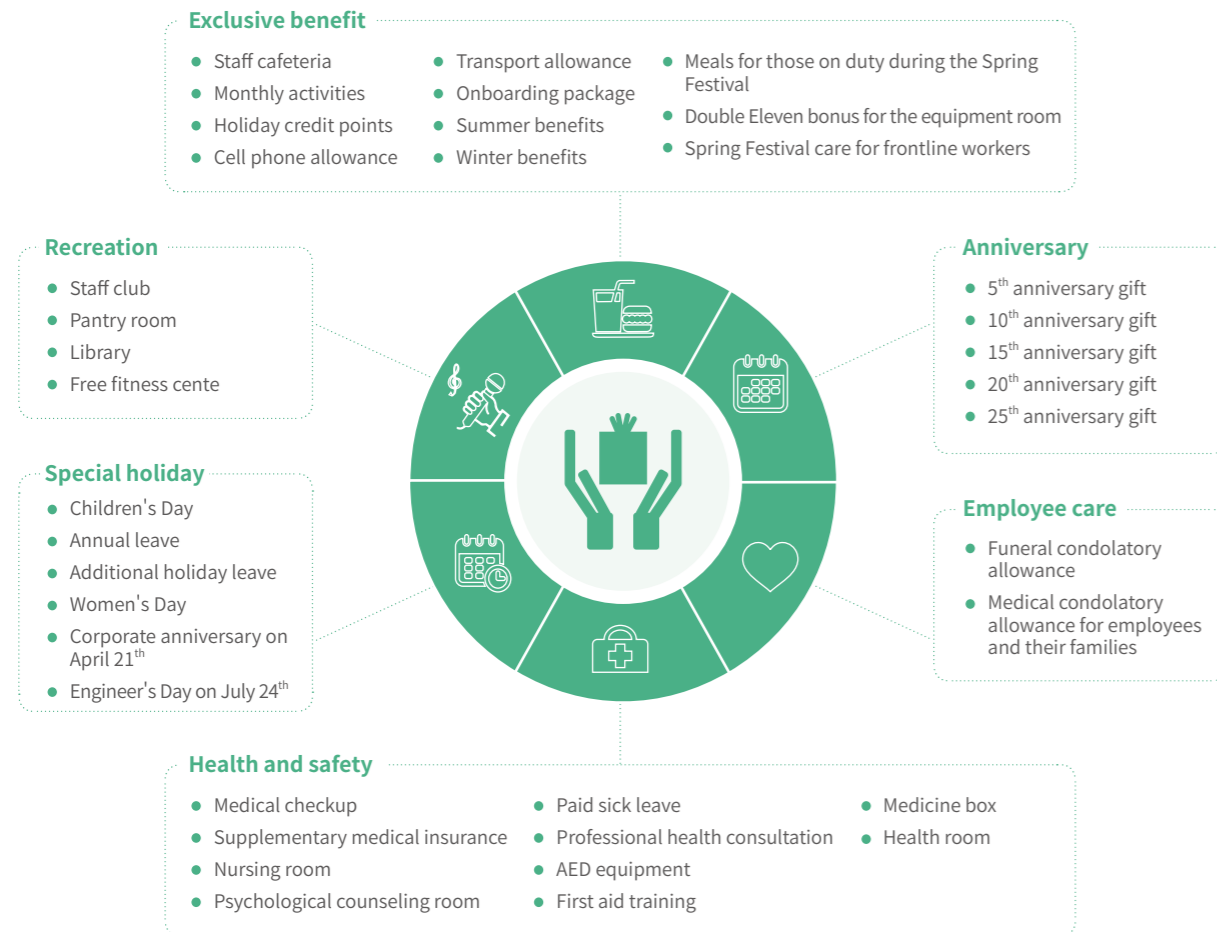 Exclusive benefit
Staff cafeteria
Monthly activities
Holiday credit points
Cell phone allowance
Transport allowance
Onboarding package
Summer benefits
Winter benefits
Meals for those on duty during the Spring
Festival
Double Eleven bonus for the equipment room
Spring Festival care for frontline workers
Recreation
Staff club
Pantry room
Library
Free fitness cente
Anniversary
5th anniversary gift
10th anniversary gift
15th anniversary gift
20th anniversary gift
25th anniversary gift
Special holiday
Children's Day
Annual leave
Additional holiday leave
Women's Day
Corporate anniversary on
April 21th
Engineer's Day on July 24th
Employee care
Funeral condolatory
allowance
Medical condolatory
allowance for employees
and their families
Health and safety
Medical checkup
Supplementary medical insurance
Nursing room
Psychological counseling room
Paid sick leave
Professional health consultation
AED equipment
First aid training
Medicine box
Health room